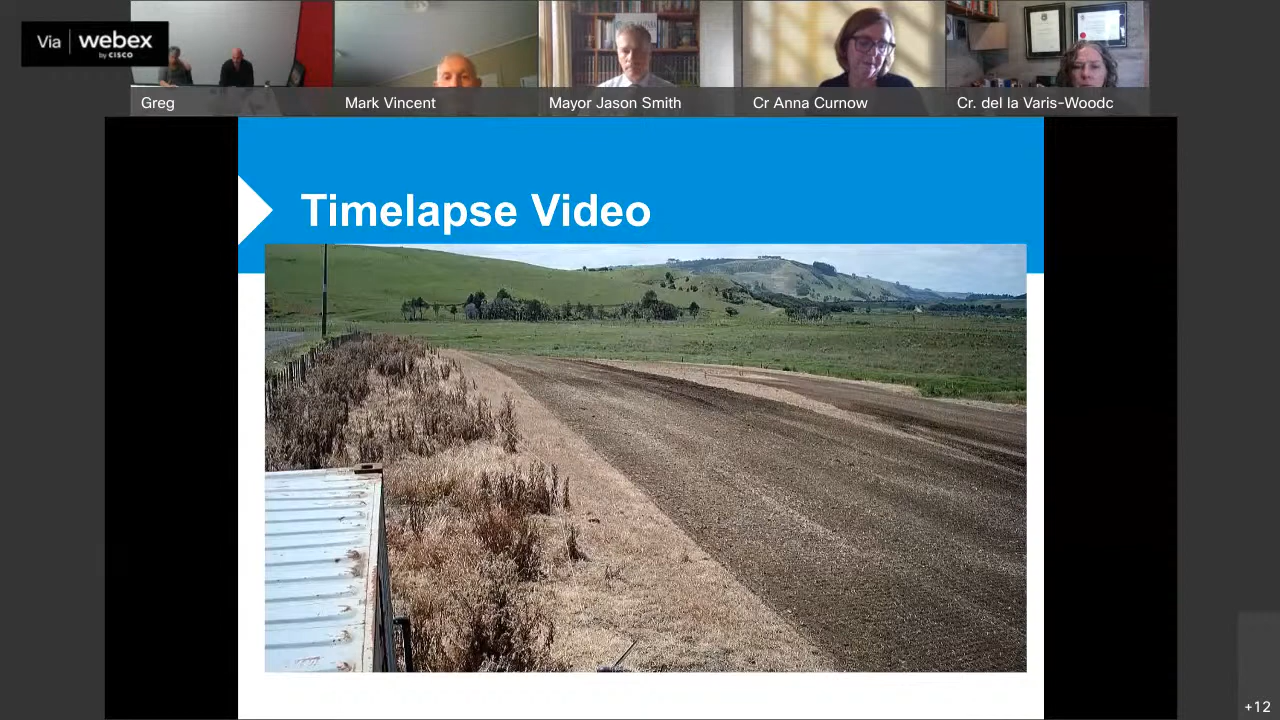 Via webex
by CISCO
Greg
Mark Vincent
Mayor Jason Smith
Cr Anna Curnow
Cr. del la Varis-Woodc
Timelapse Video
+12